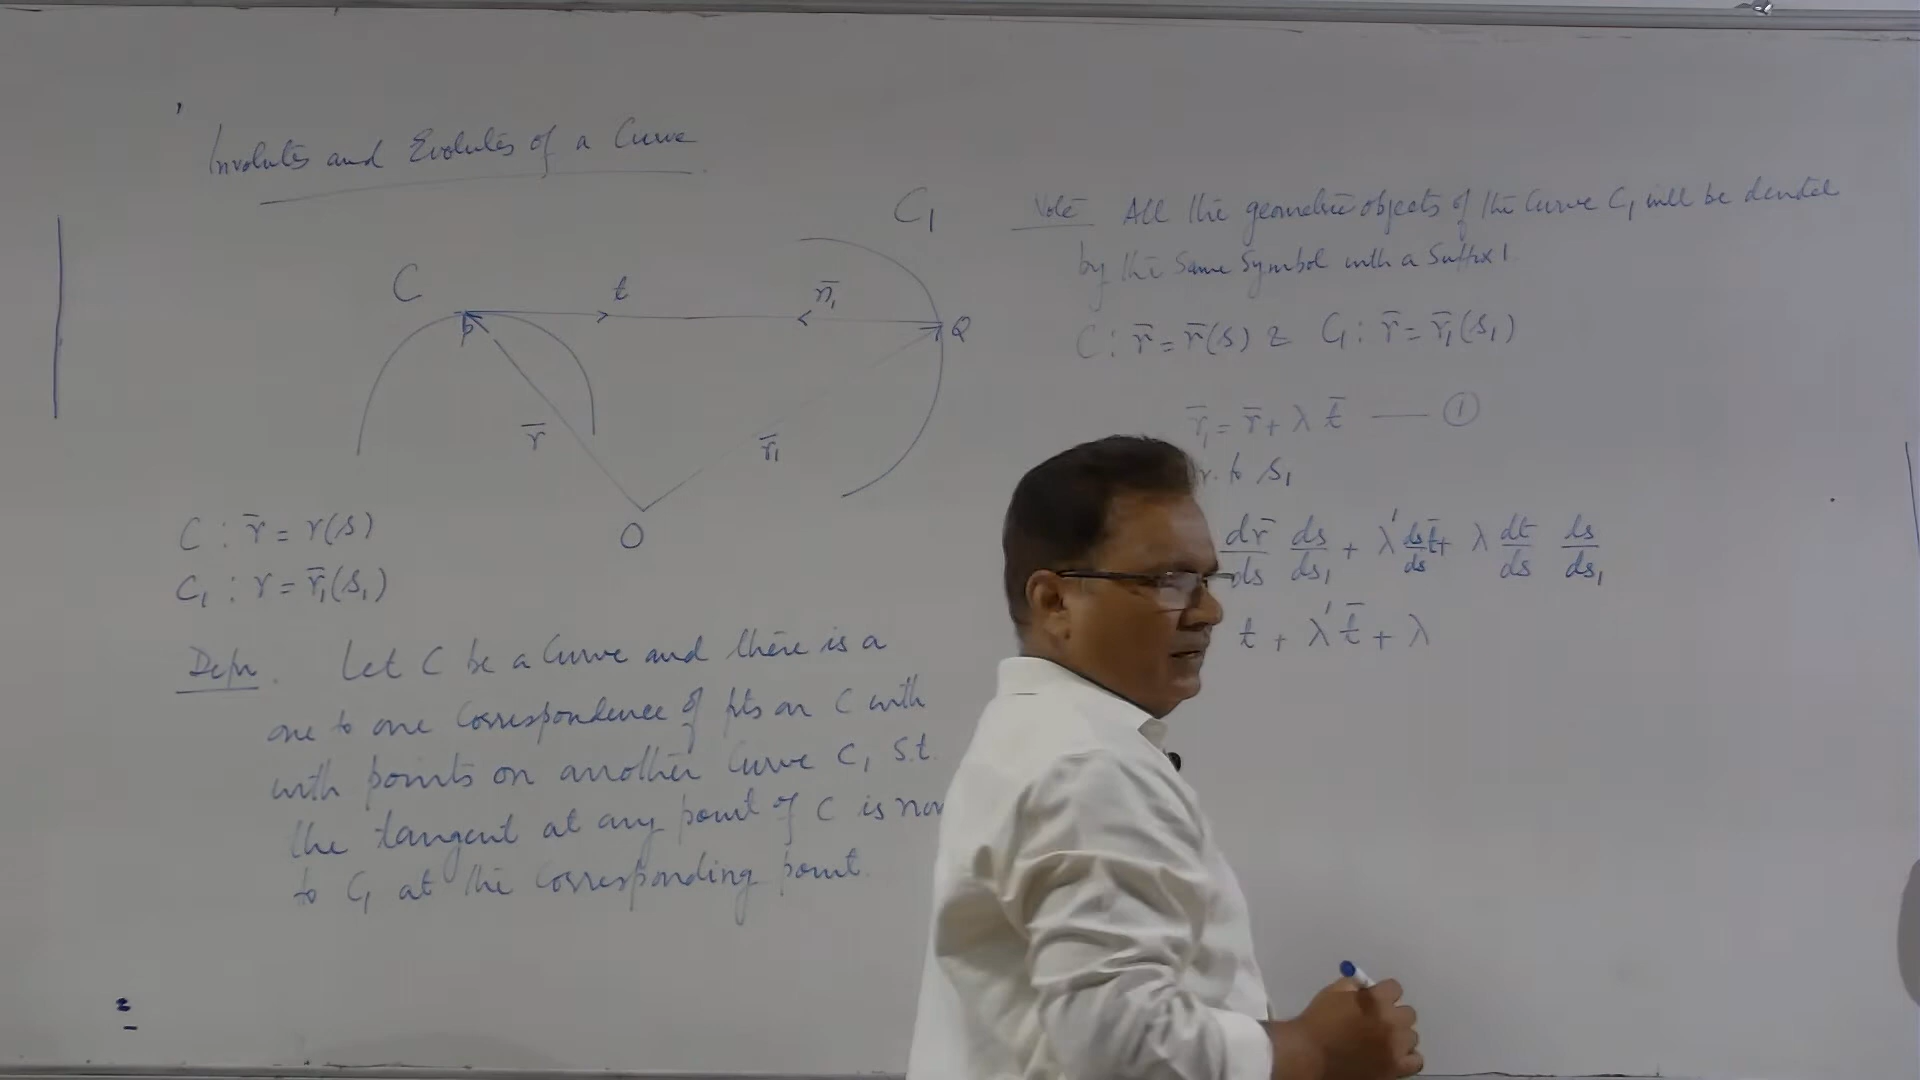 Involutes and Evolutes of a Curve
C
t
n̄₁
C₁
P
Q
r̄
r̄₁
O
C : r̄ = r(s)
C₁ : r = r̄₁(s₁)
Defn. Let C be a Curve and there is a
one to one Correspondence of pts on C with
with points on another Curve C₁ s.t.
the tangent at any point of C is nor
to C₁ at the Corresponding point.
Note All the geometric objects of the Curve C₁ will be denoted
by the Same Symbol with a Suffix 1
C : r̄ = r̄(s) & C₁ : r̄ = r̄₁(s₁)
r̄₁ = r̄ + λ t̄ —— ①
r. to s₁
dr̄/ds ds/ds₁ + λ' ds/ds t̄ + λ dt/ds ds/ds₁
t + λ' t̄ + λ